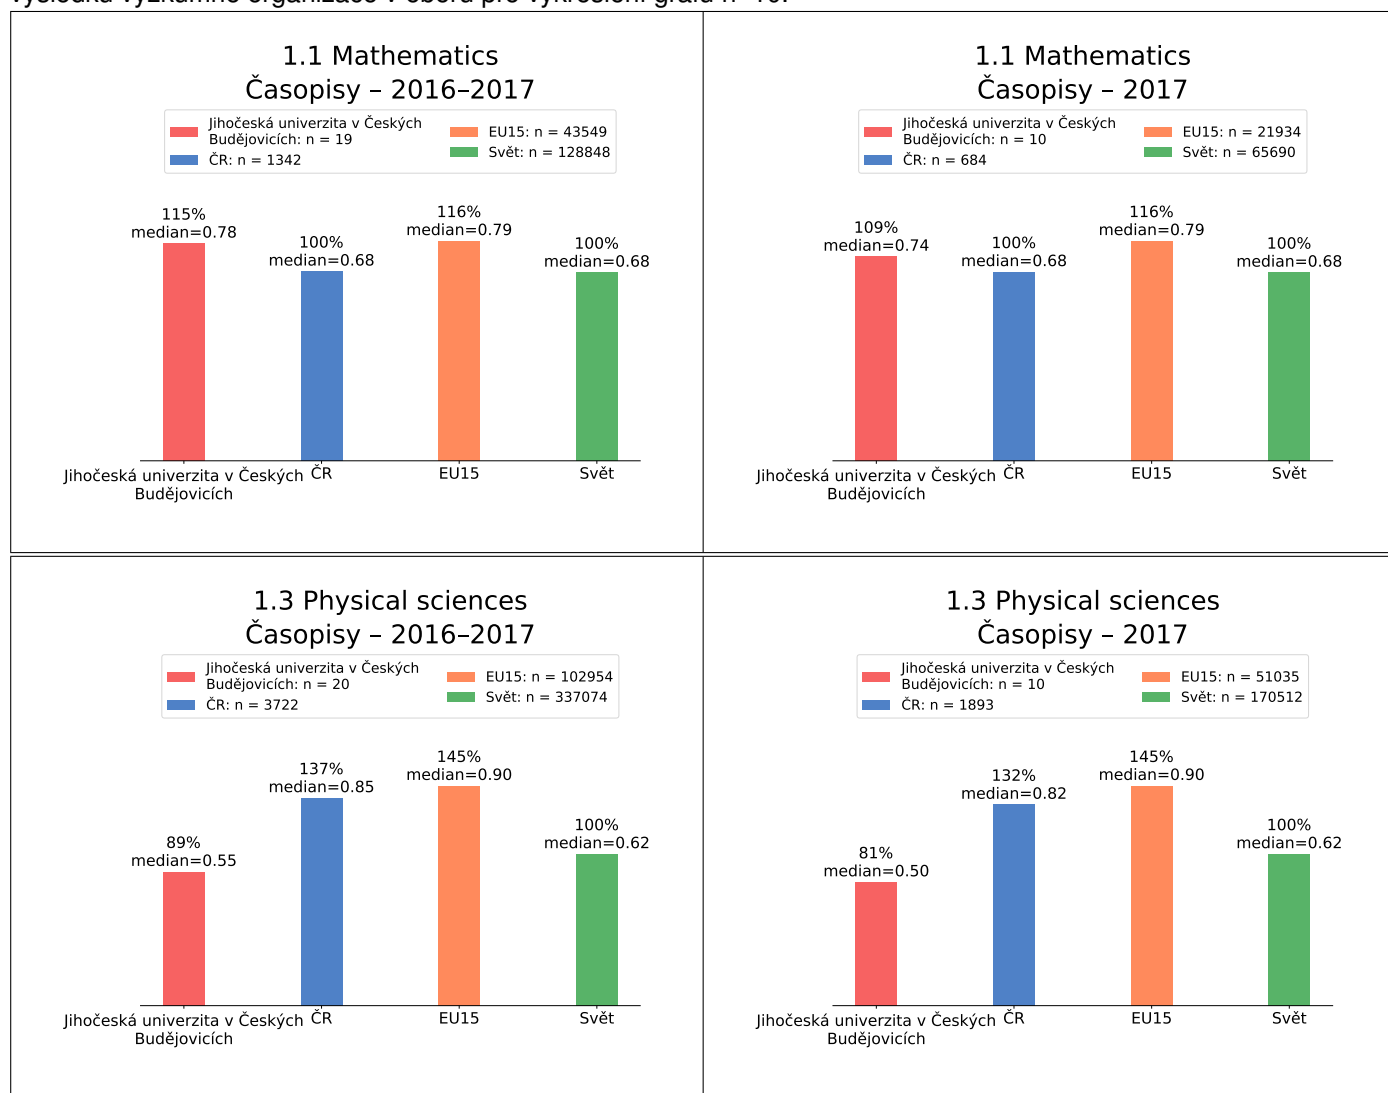 výsledků výzkumné organizace v oboru pro vykreslení grafu n=10.
1.1 Mathematics
Časopisy – 2016–2017
Jihočeská univerzita v Českých
Budějovicích: n = 19
ČR: n = 1342
EU15: n = 43549
Svět: n = 128848
115%
median=0.78
100%
median=0.68
116%
median=0.79
100%
median=0.68
Jihočeská univerzita v Českých
Budějovicích
ČR
EU15
Svět
1.1 Mathematics
Časopisy – 2017
Jihočeská univerzita v Českých
Budějovicích: n = 10
ČR: n = 684
EU15: n = 21934
Svět: n = 65690
109%
median=0.74
100%
median=0.68
116%
median=0.79
100%
median=0.68
Jihočeská univerzita v Českých
Budějovicích
ČR
EU15
Svět
1.3 Physical sciences
Časopisy – 2016–2017
Jihočeská univerzita v Českých
Budějovicích: n = 20
ČR: n = 3722
EU15: n = 102954
Svět: n = 337074
89%
median=0.55
137%
median=0.85
145%
median=0.90
100%
median=0.62
Jihočeská univerzita v Českých
Budějovicích
ČR
EU15
Svět
1.3 Physical sciences
Časopisy – 2017
Jihočeská univerzita v Českých
Budějovicích: n = 10
ČR: n = 1893
EU15: n = 51035
Svět: n = 170512
81%
median=0.50
132%
median=0.82
145%
median=0.90
100%
median=0.62
Jihočeská univerzita v Českých
Budějovicích
ČR
EU15
Svět